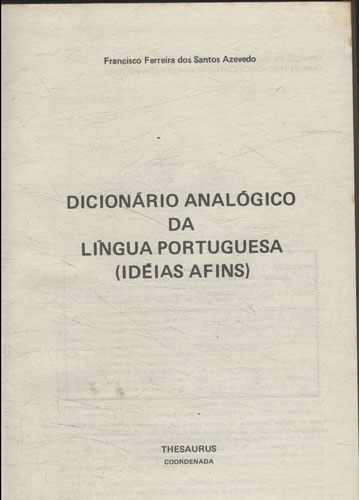 Francisco Ferreira dos Santos Azevedo
DICIONÁRIO ANALÓGICO
DA
LÍNGUA PORTUGUESA
(IDÉIAS AFINS)
THESAURUS
COORDENADA